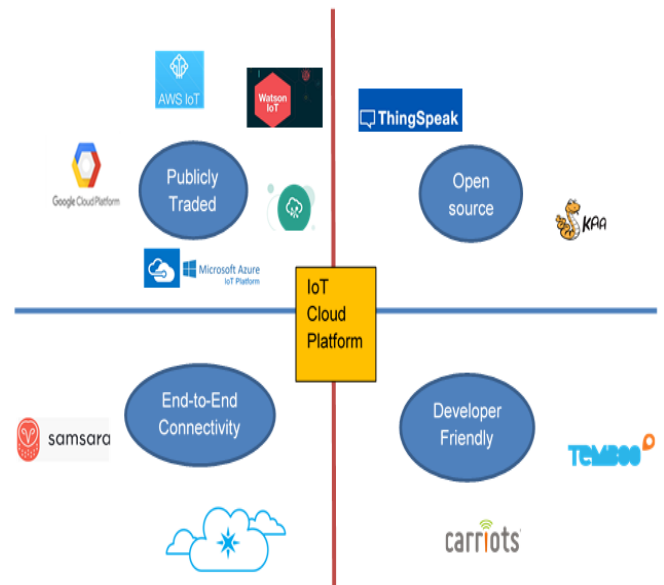 AWS IoT
Watson
IoT
ThingSpeak
Google Cloud Platform
Publicly
Traded
Open
source
KAA
Microsoft Azure
IoT Platform
IoT
Cloud
Platform
End-to-End
Connectivity
samsara
Developer
Friendly
TEMBOO
carriots